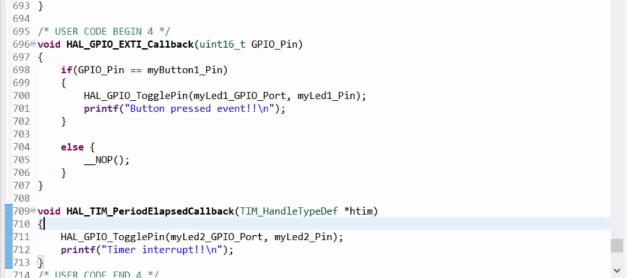 693 }
694
695 /* USER CODE BEGIN 4 */
696 void HAL_GPIO_EXTI_Callback(uint16_t GPIO_Pin)
697 {
698     if(GPIO_Pin == myButton1_Pin)
699     {
700         HAL_GPIO_TogglePin(myLed1_GPIO_Port, myLed1_Pin);
701         printf("Button pressed event!!\n");
702     }
703
704     else {
705         __NOP();
706     }
707 }
708
709 void HAL_TIM_PeriodElapsedCallback(TIM_HandleTypeDef *htim)
710 {
711     HAL_GPIO_TogglePin(myLed2_GPIO_Port, myLed2_Pin);
712     printf("Timer interrupt!!\n");
713 }
714 /* USER CODE END 4 */